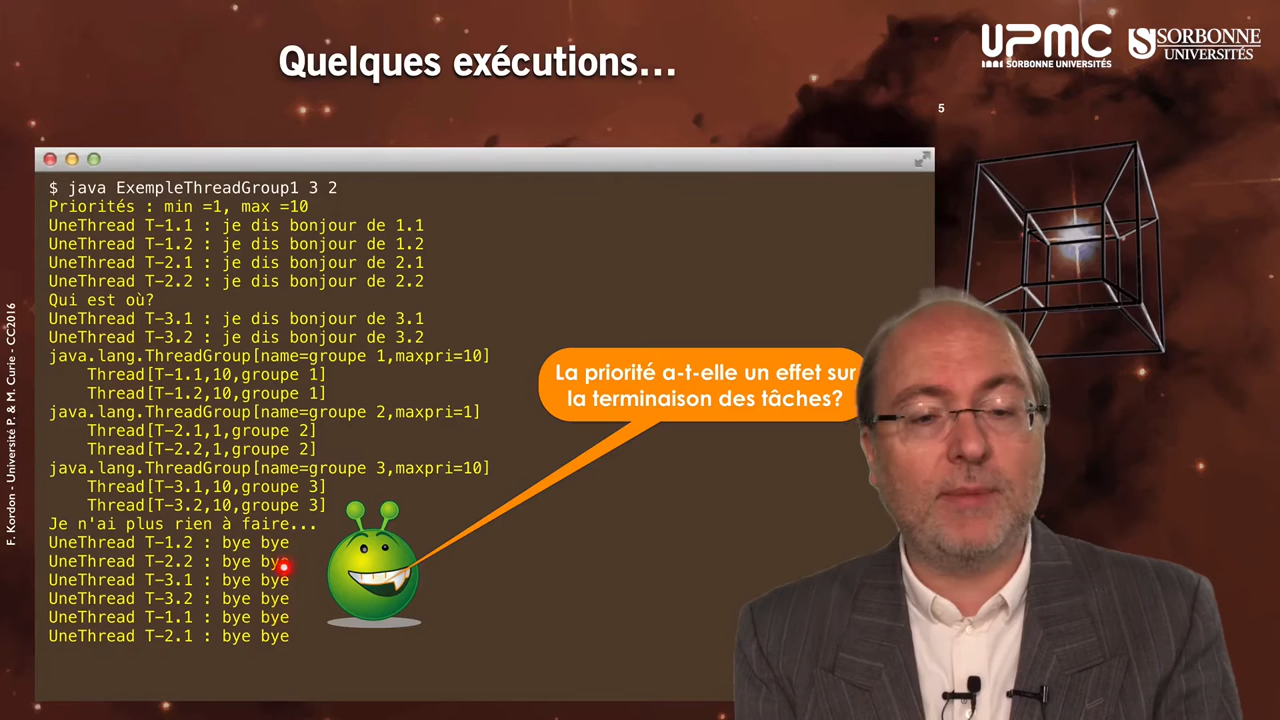 Quelques exécutions...
UPMC
SORBONNE UNIVERSITÉS
SORBONNE
UNIVERSITÉS
5
$ java ExempleThreadGroup1 3 2
Priorités : min =1, max =10
UneThread T-1.1 : je dis bonjour de 1.1
UneThread T-1.2 : je dis bonjour de 1.2
UneThread T-2.1 : je dis bonjour de 2.1
UneThread T-2.2 : je dis bonjour de 2.2
Qui est où?
UneThread T-3.1 : je dis bonjour de 3.1
UneThread T-3.2 : je dis bonjour de 3.2
java.lang.ThreadGroup[name=groupe 1,maxpri=10]
Thread[T-1.1,10,groupe 1]
Thread[T-1.2,10,groupe 1]
java.lang.ThreadGroup[name=groupe 2,maxpri=1]
Thread[T-2.1,1,groupe 2]
Thread[T-2.2,1,groupe 2]
java.lang.ThreadGroup[name=groupe 3,maxpri=10]
Thread[T-3.1,10,groupe 3]
Thread[T-3.2,10,groupe 3]
Je n'ai plus rien à faire...
UneThread T-1.2 : bye bye
UneThread T-2.2 : bye bye
UneThread T-3.1 : bye bye
UneThread T-3.2 : bye bye
UneThread T-1.1 : bye bye
UneThread T-2.1 : bye bye
La priorité a-t-elle un effet sur
la terminaison des tâches?
F. Kordon - Université P. & M. Curie - CC2016